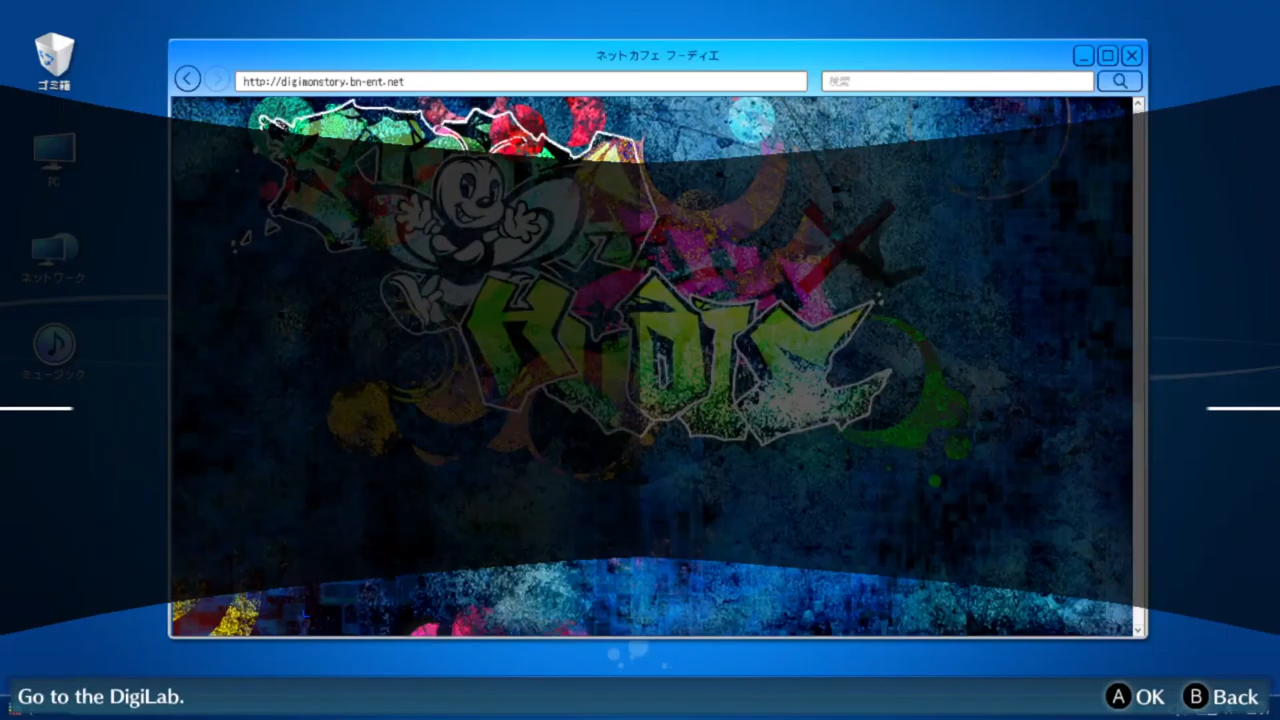 ゴミ箱
ネットカフェ フーディエ
http://digimonstory.bn-ent.net
検索
PC
ネットワーク
HUDIE
ミュージック
Go to the DigiLab.
A OK B Back